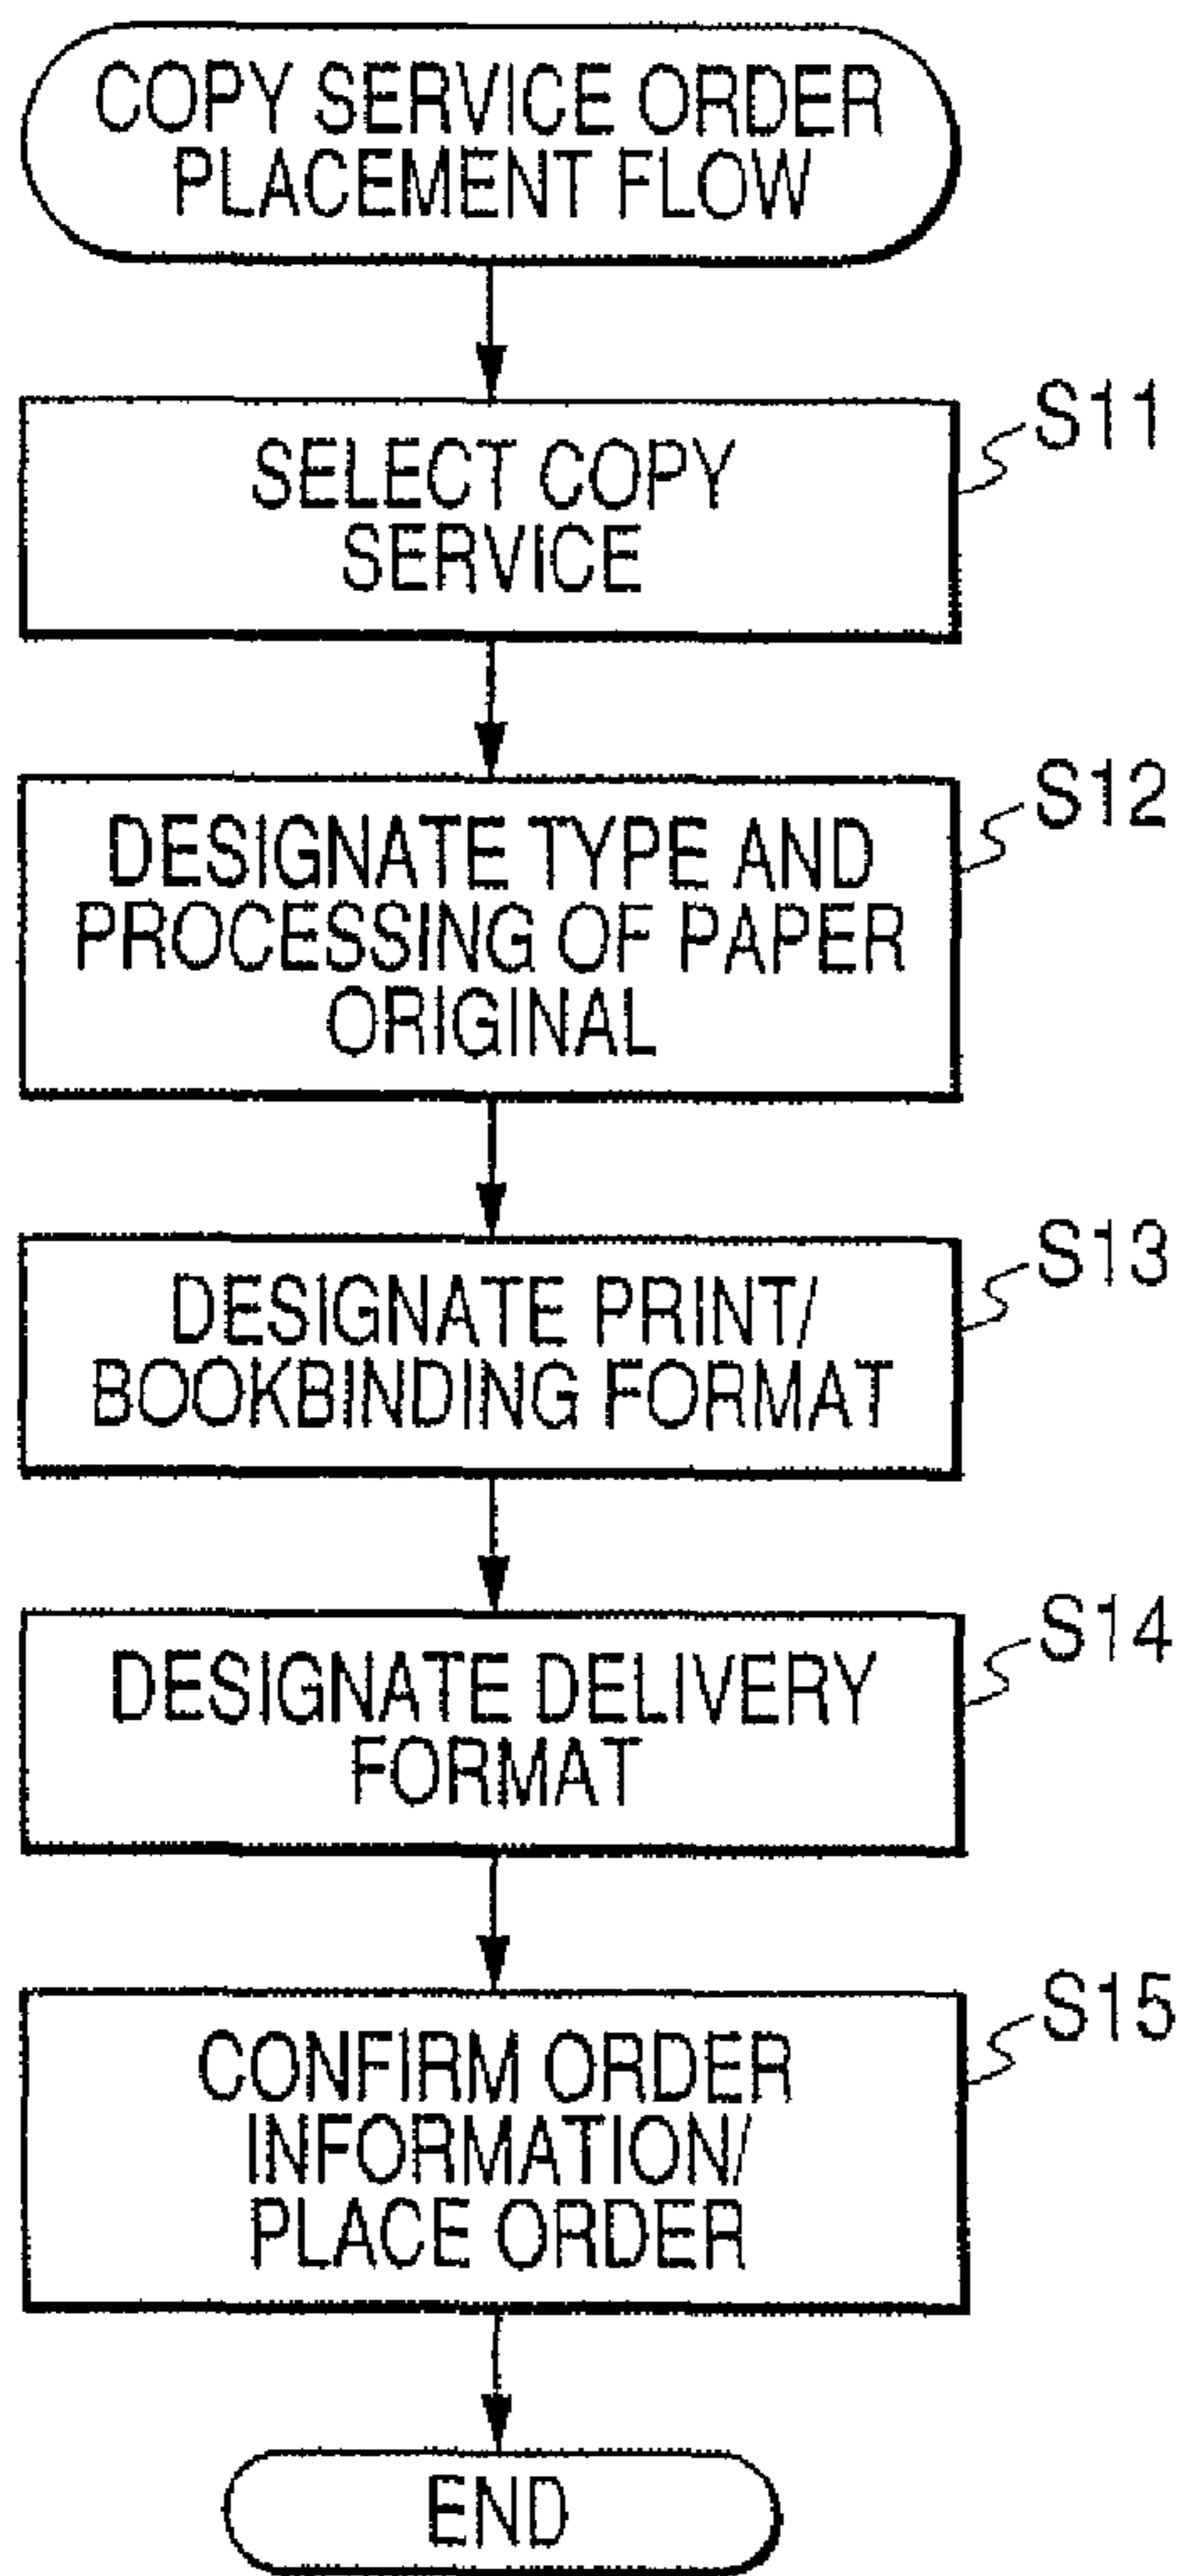 COPY SERVICE ORDER
PLACEMENT FLOW
SELECT COPY
SERVICE
S11
DESIGNATE TYPE AND
PROCESSING OF PAPER
ORIGINAL
S12
DESIGNATE PRINT/
BOOKBINDING FORMAT
S13
DESIGNATE DELIVERY
FORMAT
S14
CONFIRM ORDER
INFORMATION/
PLACE ORDER
S15
END